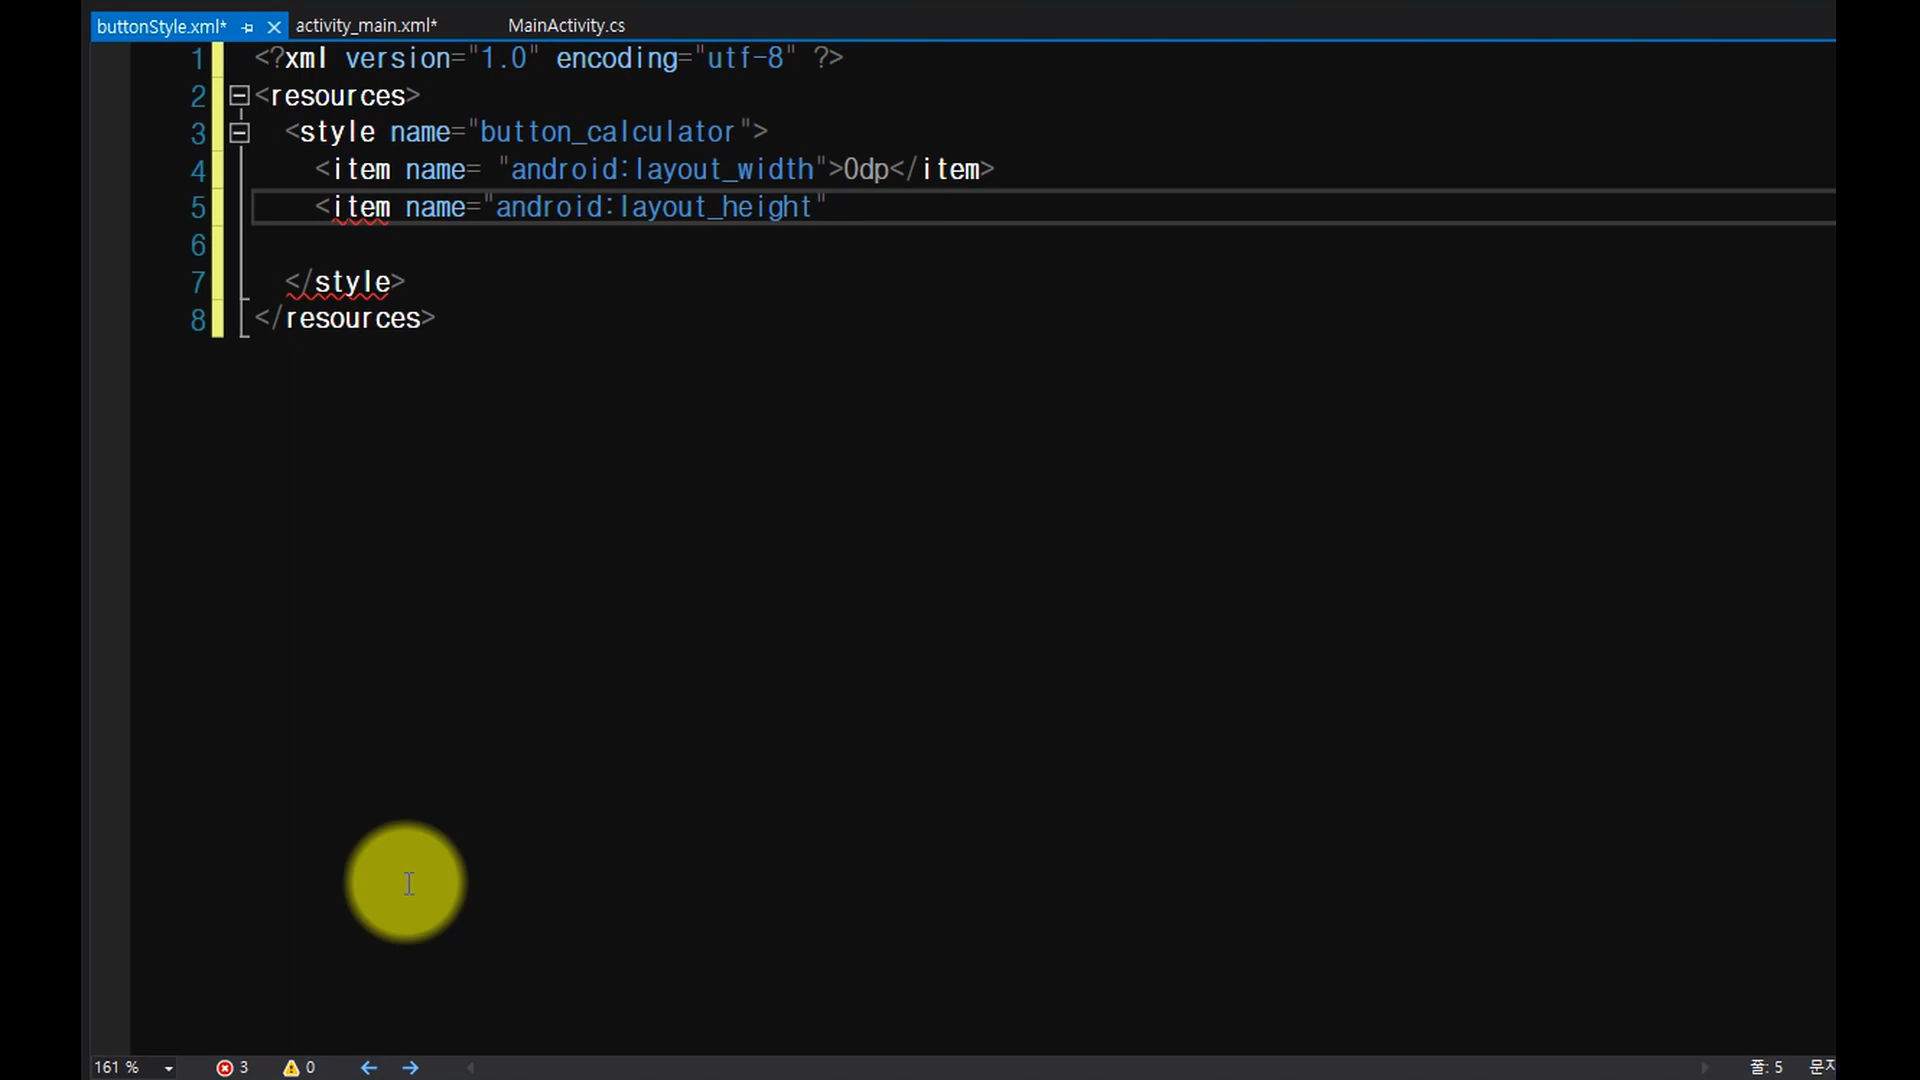 buttonStyle.xml* activity_main.xml* MainActivity.cs
1 <?xml version="1.0" encoding="utf-8" ?>
2 <resources>
3 <style name="button_calculator">
4 <item name= "android:layout_width">0dp</item>
5 <item name="android:layout_height"
6
7 </style>
8 </resources>
161 % 3 0 줄: 5